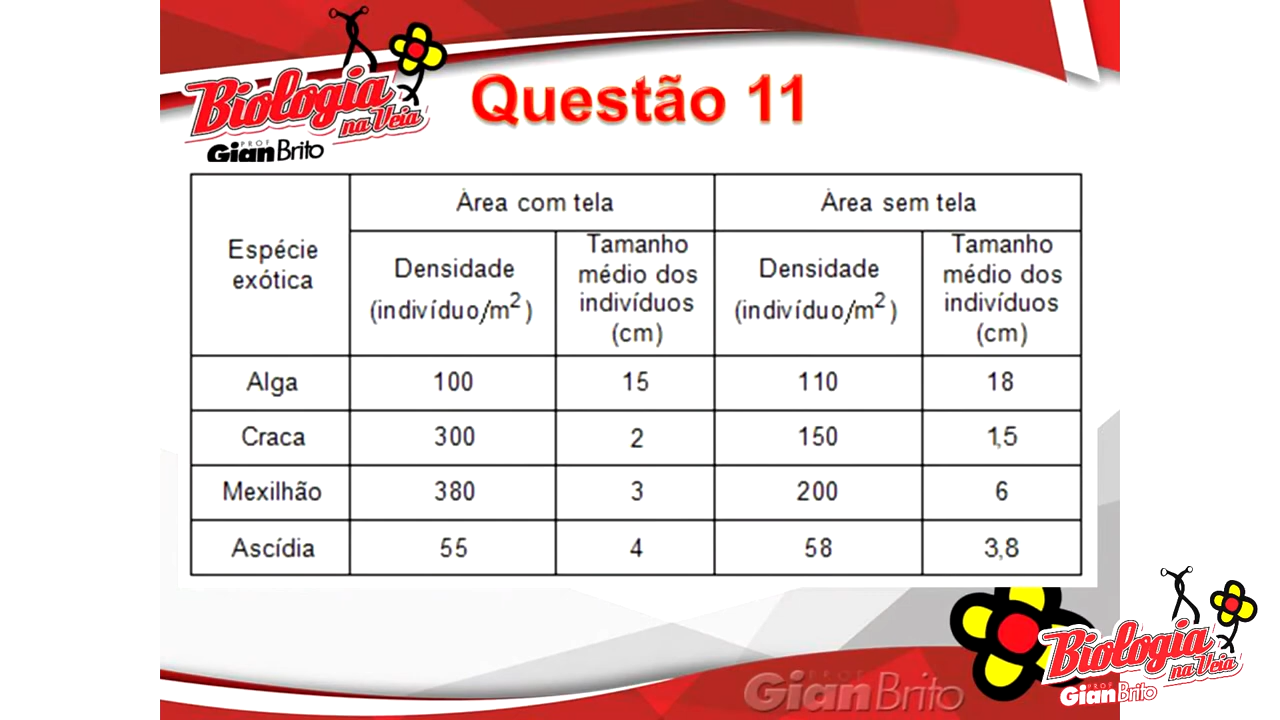 Biologia
na Veia
PROF
Gian Brito
Questão 11
Espécie exótica | Área com tela | Área sem tela
Densidade (indivíduo/m²) | Tamanho médio dos indivíduos (cm) | Densidade (indivíduo/m²) | Tamanho médio dos indivíduos (cm)
Alga | 100 | 15 | 110 | 18
Craca | 300 | 2 | 150 | 1,5
Mexilhão | 380 | 3 | 200 | 6
Ascídia | 55 | 4 | 58 | 3,8
PROF
Gian Brito
Biologia
na Veia
PROF
Gian Brito